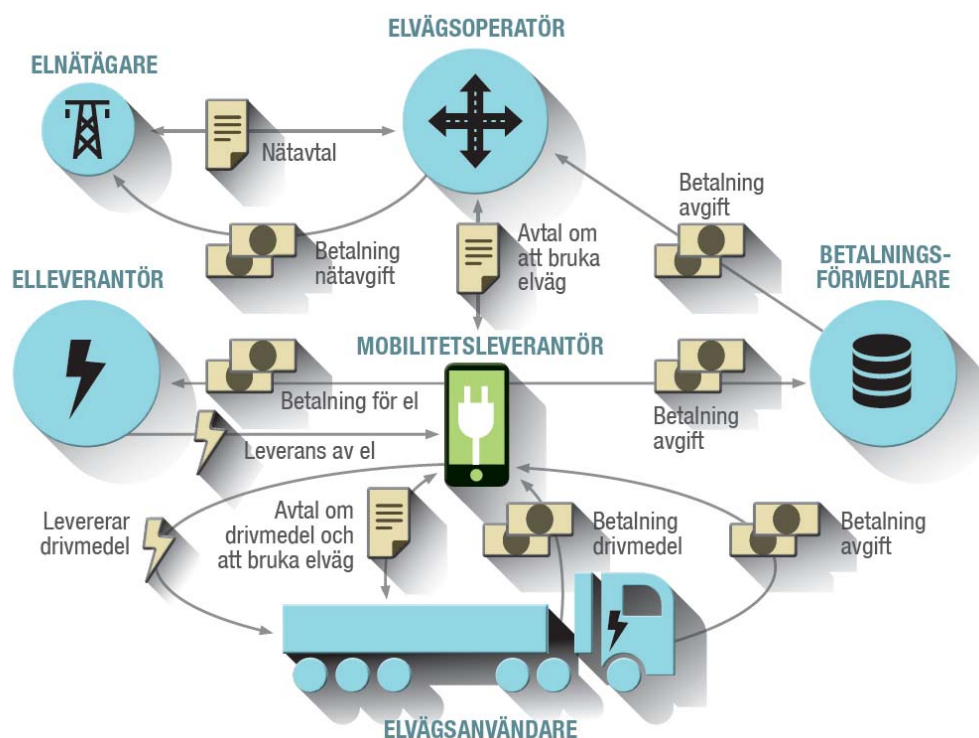 ELVÄGSOPERATÖR
ELNÄTÄGARE
Nätavtal
Betalning
avgift
Betalning
nätavgift
Avtal om
att bruka
elväg
ELLEVERANTÖR
BETALNINGS-
FÖRMEDLARE
MOBILITETSLEVERANTÖR
Betalning för el
Betalning
avgift
Leverans av el
Levererar
drivmedel
Avtal om
drivmedel och
att bruka elväg
Betalning
drivmedel
Betalning
avgift
ELVÄGSANVÄNDARE